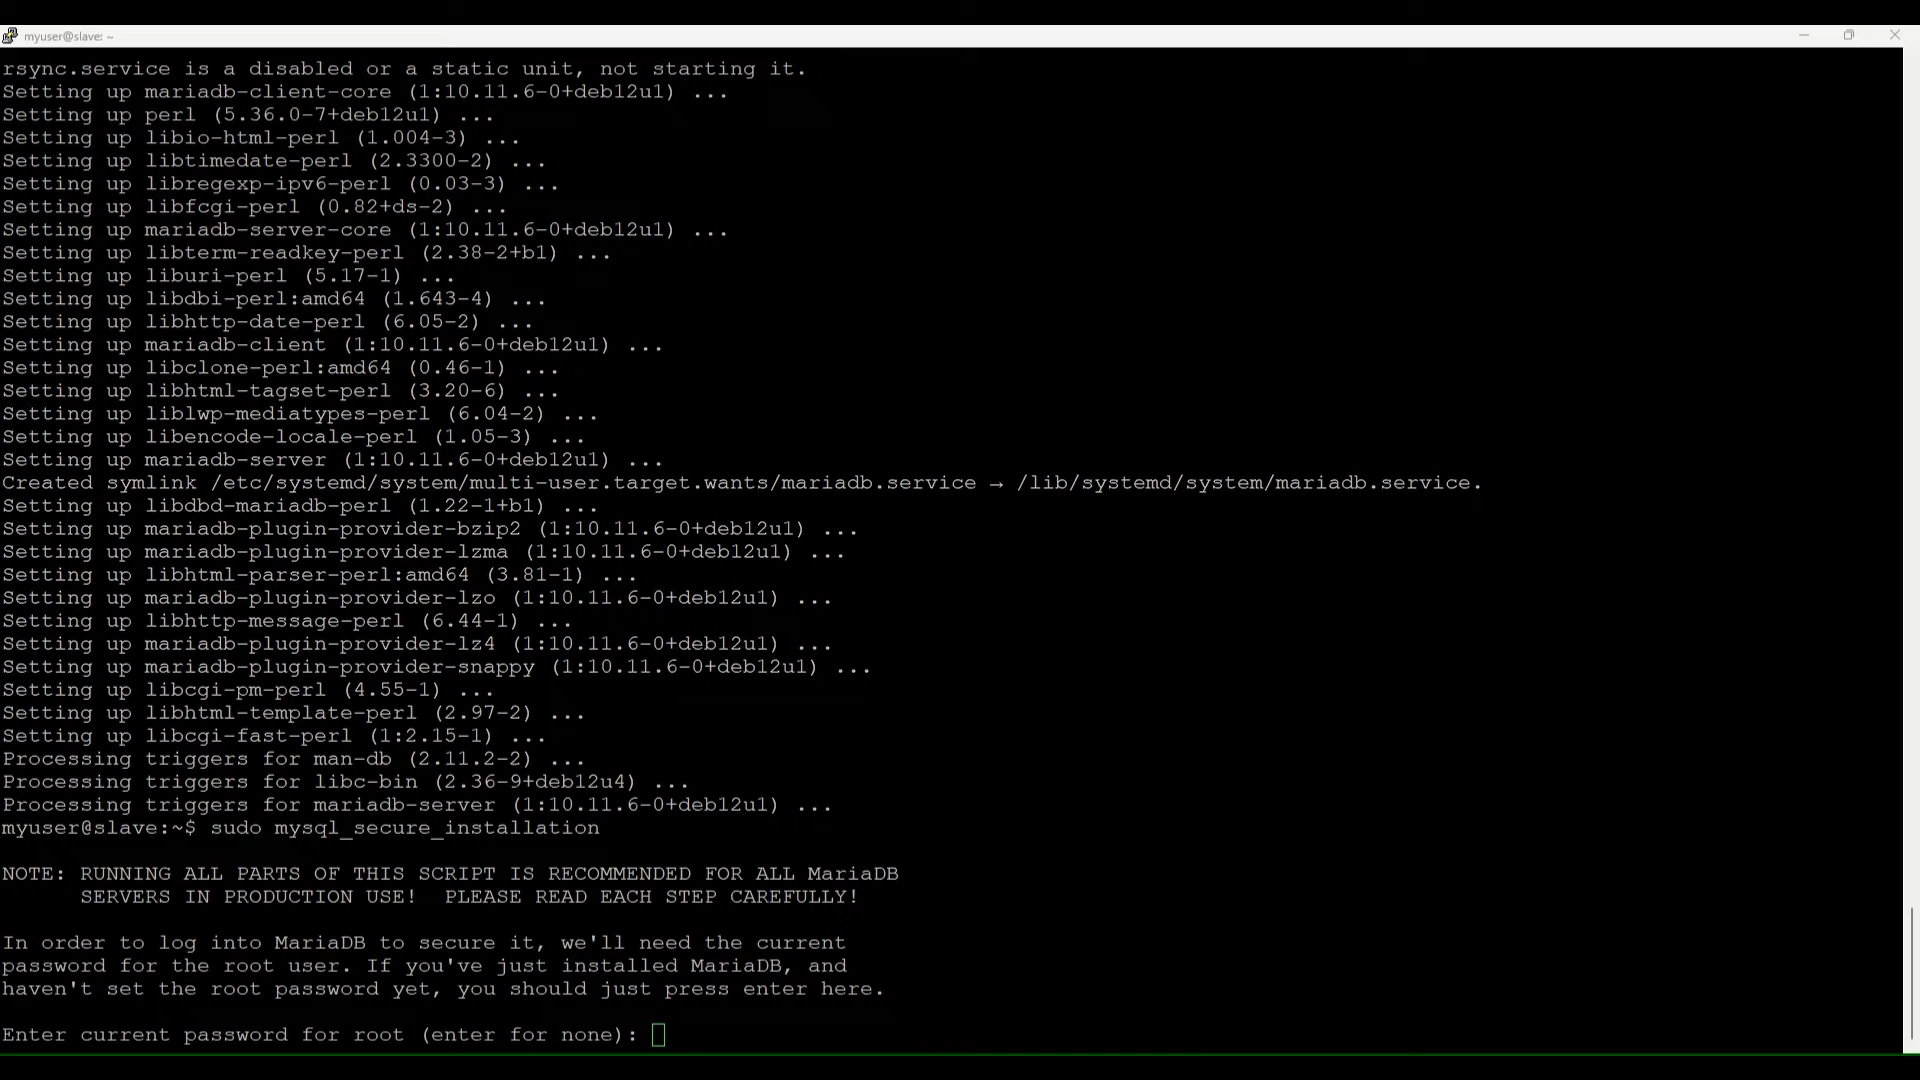 myuser@slave: ~
rsync.service is a disabled or a static unit, not starting it.
Setting up mariadb-client-core (1:10.11.6-0+deb12u1) ...
Setting up perl (5.36.0-7+deb12u1) ...
Setting up libio-html-perl (1.004-3) ...
Setting up libtimedate-perl (2.3300-2) ...
Setting up libregexp-ipv6-perl (0.03-3) ...
Setting up libfcgi-perl (0.82+ds-2) ...
Setting up mariadb-server-core (1:10.11.6-0+deb12u1) ...
Setting up libterm-readkey-perl (2.38-2+b1) ...
Setting up liburi-perl (5.17-1) ...
Setting up libdbi-perl:amd64 (1.643-4) ...
Setting up libhttp-date-perl (6.05-2) ...
Setting up mariadb-client (1:10.11.6-0+deb12u1) ...
Setting up libclone-perl:amd64 (0.46-1) ...
Setting up libhtml-tagset-perl (3.20-6) ...
Setting up liblwp-mediatypes-perl (6.04-2) ...
Setting up libencode-locale-perl (1.05-3) ...
Setting up mariadb-server (1:10.11.6-0+deb12u1) ...
Created symlink /etc/systemd/system/multi-user.target.wants/mariadb.service → /lib/systemd/system/mariadb.service.
Setting up libdbd-mariadb-perl (1.22-1+b1) ...
Setting up mariadb-plugin-provider-bzip2 (1:10.11.6-0+deb12u1) ...
Setting up mariadb-plugin-provider-lzma (1:10.11.6-0+deb12u1) ...
Setting up libhtml-parser-perl:amd64 (3.81-1) ...
Setting up mariadb-plugin-provider-lzo (1:10.11.6-0+deb12u1) ...
Setting up libhttp-message-perl (6.44-1) ...
Setting up mariadb-plugin-provider-lz4 (1:10.11.6-0+deb12u1) ...
Setting up mariadb-plugin-provider-snappy (1:10.11.6-0+deb12u1) ...
Setting up libcgi-pm-perl (4.55-1) ...
Setting up libhtml-template-perl (2.97-2) ...
Setting up libcgi-fast-perl (1:2.15-1) ...
Processing triggers for man-db (2.11.2-2) ...
Processing triggers for libc-bin (2.36-9+deb12u4) ...
Processing triggers for mariadb-server (1:10.11.6-0+deb12u1) ...
myuser@slave:~$ sudo mysql_secure_installation
NOTE: RUNNING ALL PARTS OF THIS SCRIPT IS RECOMMENDED FOR ALL MariaDB
SERVERS IN PRODUCTION USE!  PLEASE READ EACH STEP CAREFULLY!
In order to log into MariaDB to secure it, we'll need the current
password for the root user. If you've just installed MariaDB, and
haven't set the root password yet, you should just press enter here.
Enter current password for root (enter for none):